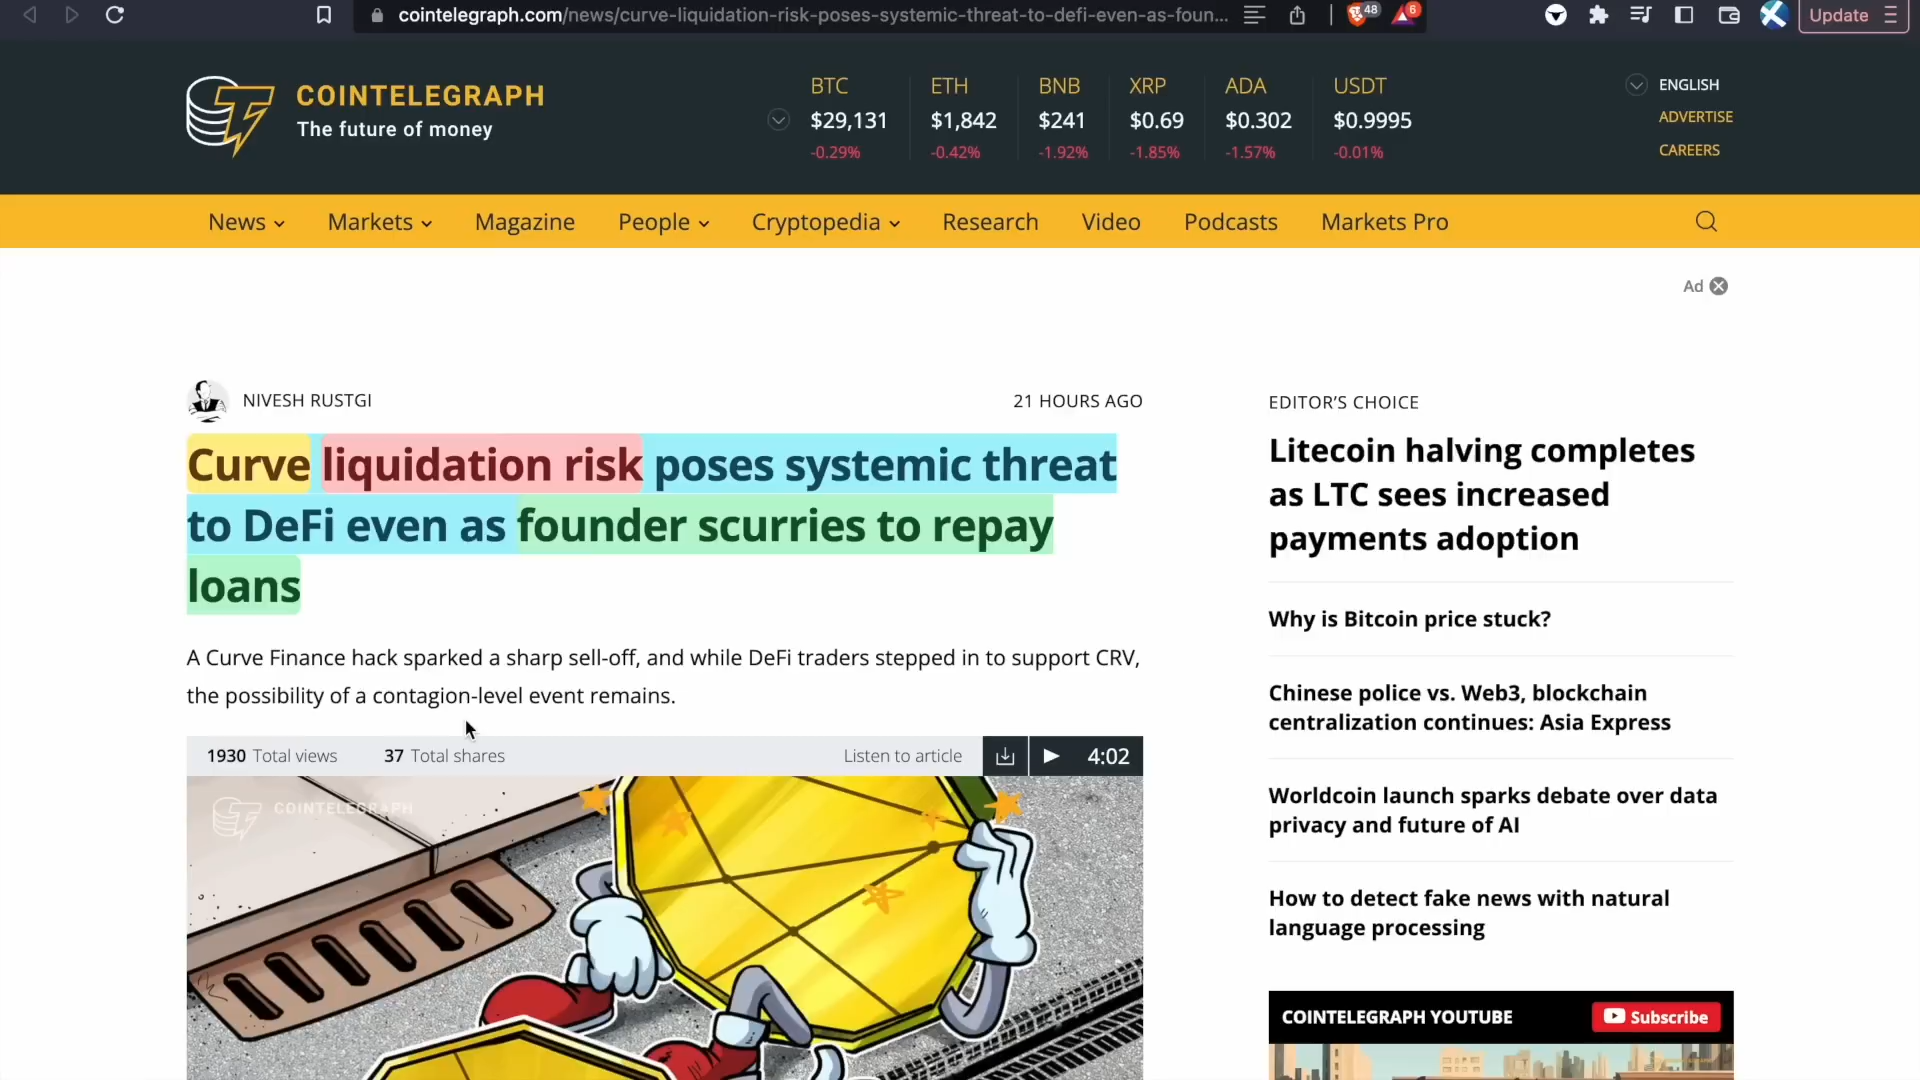 cointelegraph.com/news/curve-liquidation-risk-poses-systemic-threat-to-defi-even-as-foun...
48
6
Update
COINTELEGRAPH
The future of money
BTC ETH BNB XRP ADA USDT
$29,131 $1,842 $241 $0.69 $0.302 $0.9995
-0.29% -0.42% -1.92% -1.85% -1.57% -0.01%
ENGLISH
ADVERTISE
CAREERS
News Markets Magazine People Cryptopedia Research Video Podcasts Markets Pro
Ad
NIVESH RUSTGI
21 HOURS AGO
Curve liquidation risk poses systemic threat
to DeFi even as founder scurries to repay
loans
A Curve Finance hack sparked a sharp sell-off, and while DeFi traders stepped in to support CRV,
the possibility of a contagion-level event remains.
1930 Total views 37 Total shares Listen to article 4:02
COINTELEGRAPH
EDITOR'S CHOICE
Litecoin halving completes
as LTC sees increased
payments adoption
Why is Bitcoin price stuck?
Chinese police vs. Web3, blockchain
centralization continues: Asia Express
Worldcoin launch sparks debate over data
privacy and future of AI
How to detect fake news with natural
language processing
COINTELEGRAPH YOUTUBE
Subscribe